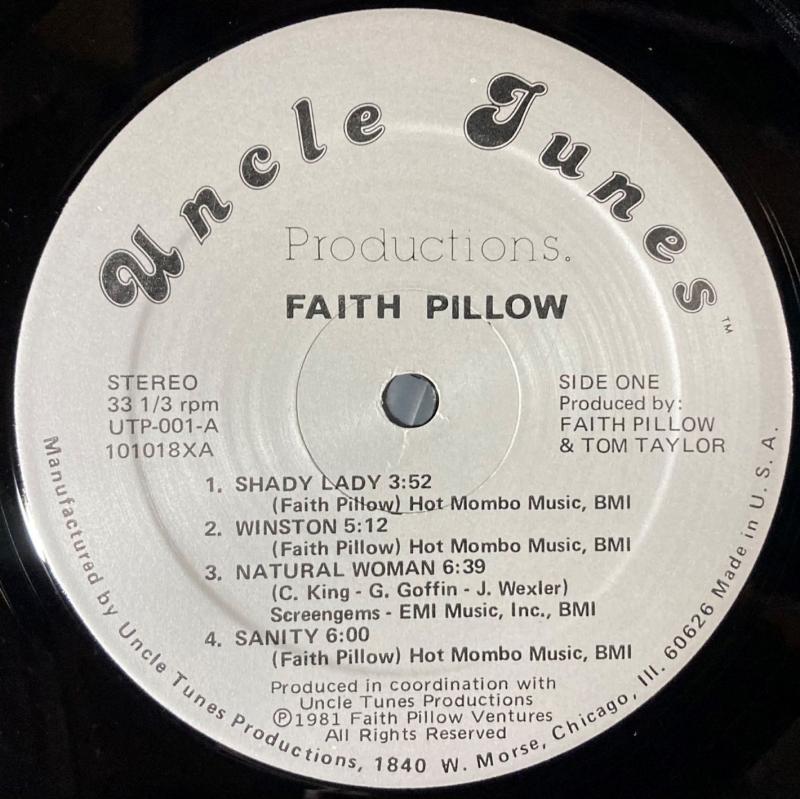 Uncle Tunes TM
Productions.
FAITH PILLOW
STEREO
33 1/3 rpm
UTP-001-A
101018XA
SIDE ONE
Produced by:
FAITH PILLOW
& TOM TAYLOR
1. SHADY LADY 3:52
(Faith Pillow) Hot Mombo Music, BMI
2. WINSTON 5:12
(Faith Pillow) Hot Mombo Music, BMI
3. NATURAL WOMAN 6:39
(C. King - G. Goffin - J. Wexler)
Screengems - EMI Music, Inc., BMI
4. SANITY 6:00
(Faith Pillow) Hot Mombo Music, BMI
Produced in coordination with
Uncle Tunes Productions
Ⓟ1981 Faith Pillow Ventures
All Rights Reserved
Manufactured by Uncle Tunes Productions, 1840 W. Morse, Chicago, Ill. 60626 Made in U. S. A.